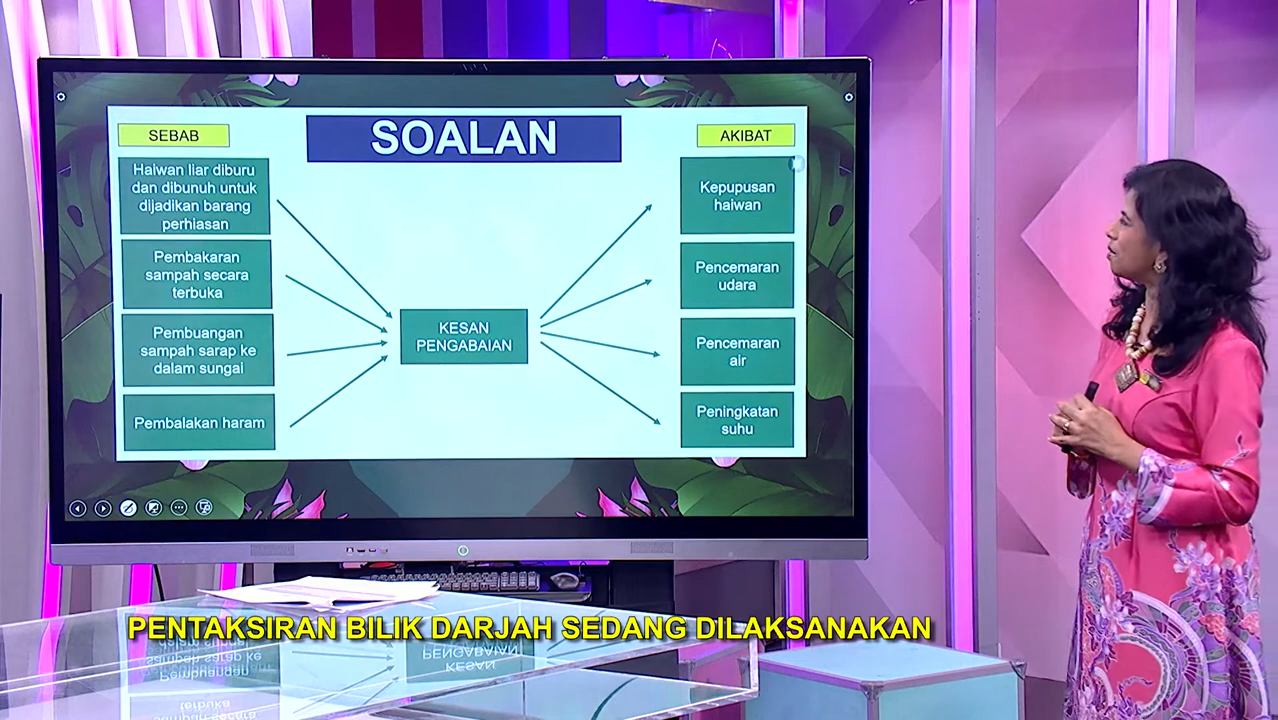 SOALAN
SEBAB
AKIBAT
Haiwan liar diburu
dan dibunuh untuk
dijadikan barang
perhiasan
Pembakaran
sampah secara
terbuka
Pembuangan
sampah sarap ke
dalam sungai
Pembalakan haram
KESAN
PENGABAIAN
Kepupusan
haiwan
Pencemaran
udara
Pencemaran
air
Peningkatan
suhu
PENTAKSIRAN BILIK DARJAH SEDANG DILAKSANAKAN